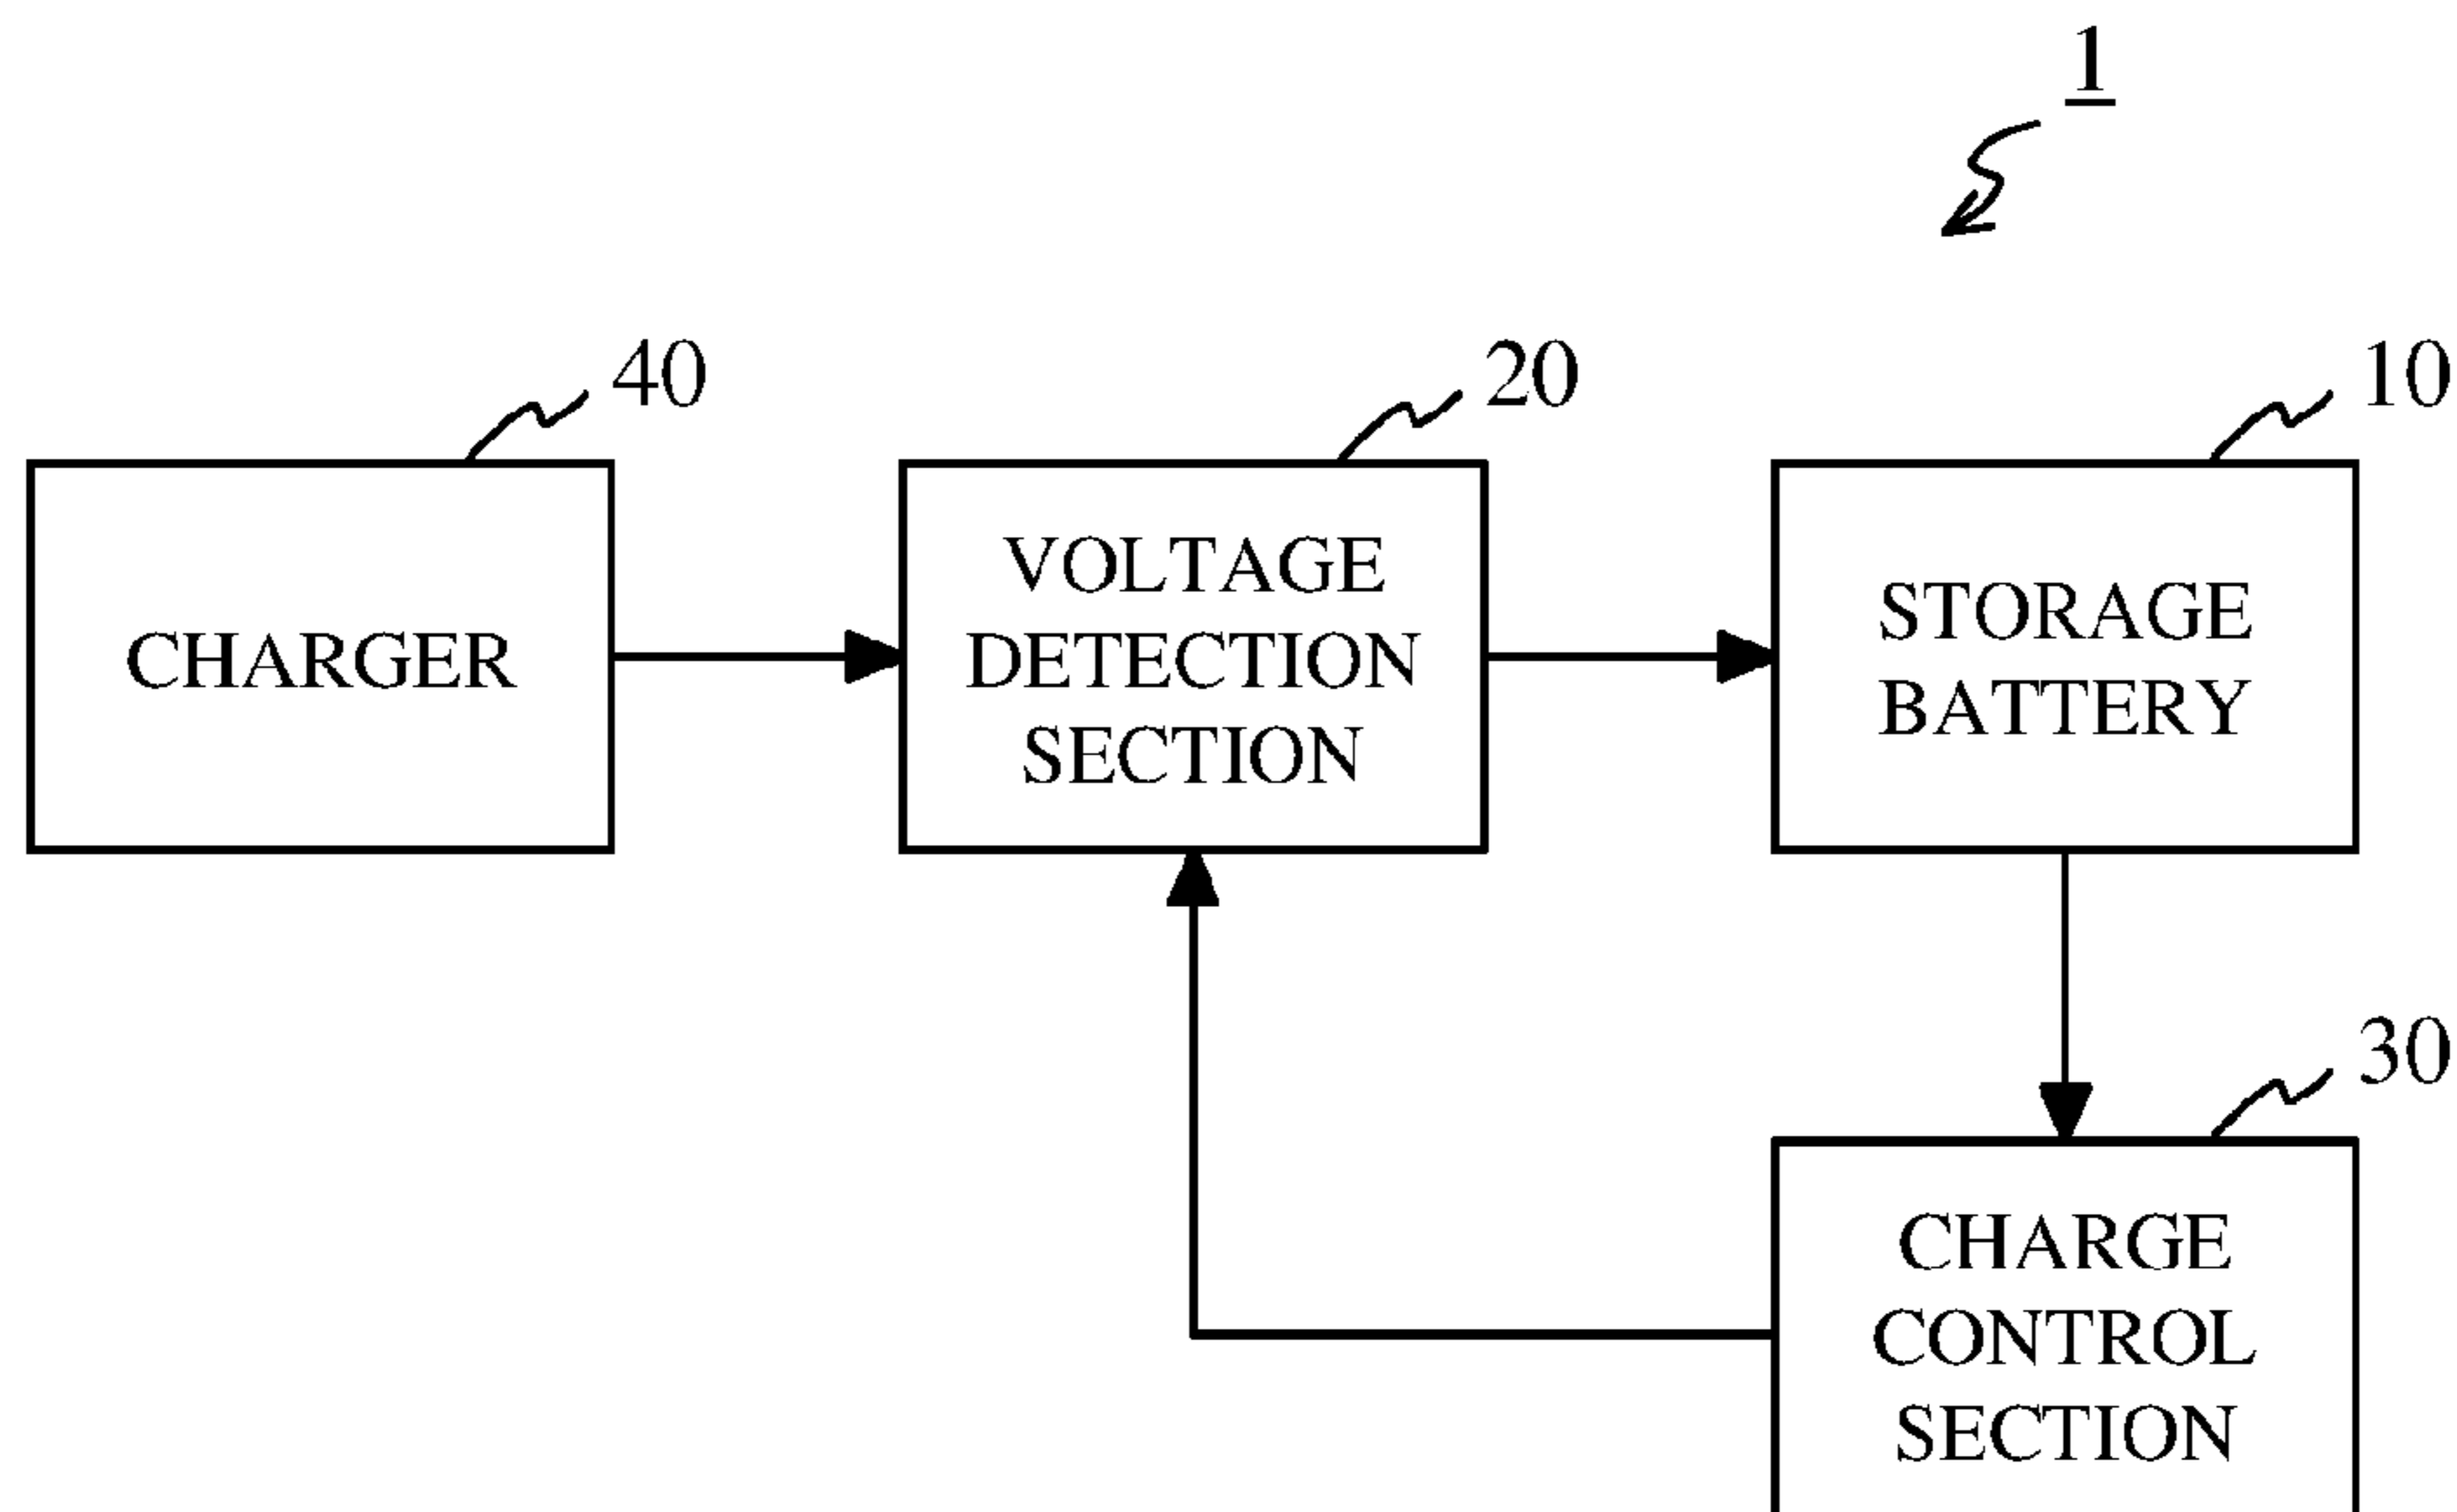 1
40
20
10
CHARGER
VOLTAGE
DETECTION
SECTION
STORAGE
BATTERY
30
CHARGE
CONTROL
SECTION